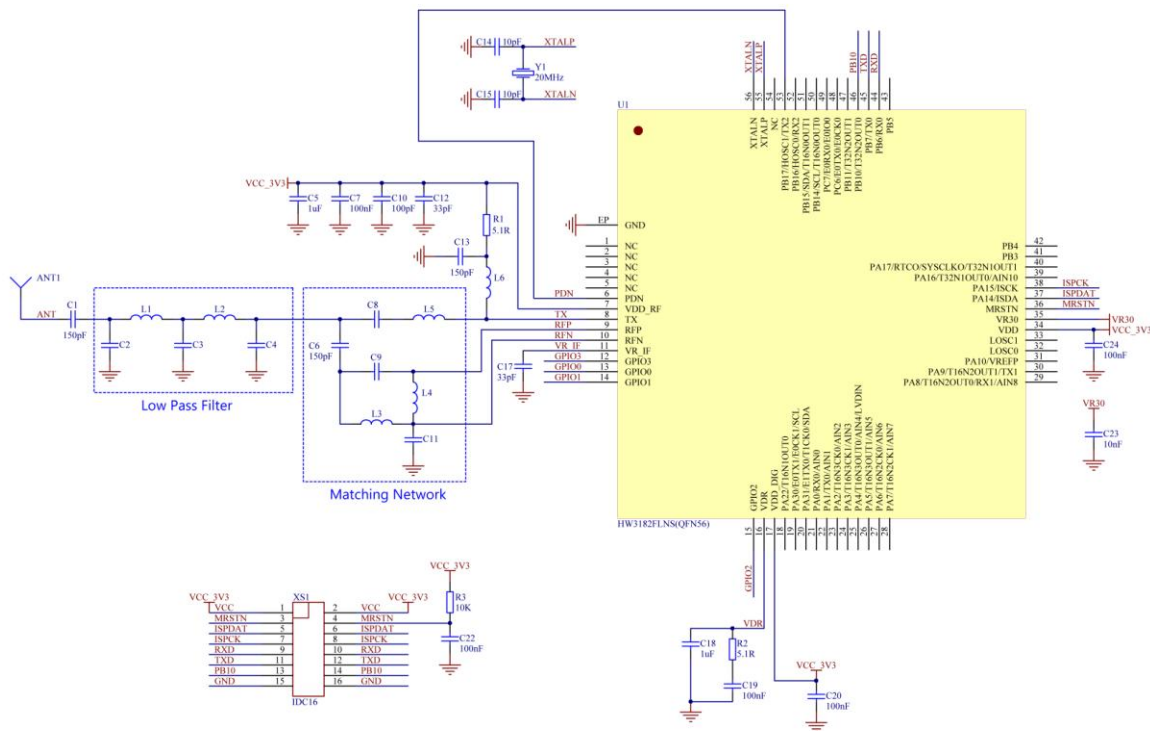 C14 10pF XTALP
Y1
20MHz
C15 10pF XTALN
XTALN
XTALP
PB10
TXD
RXD
56 55 54 53 52 51 50 49 48 47 46 45 44 43
U1
XTALN
XTALP
NC
PB17/HOSC1/TX2
PB16/HOSC0/RX2
PB15/SDA/T16N0OUT1
PB14/SCL/T16N0OUT0
PC7/E0RX0/E0IO0
PC6/E0TX0/E0CK0
PB11/T32N2OUT1
PB10/T32N2OUT0
PB7/TX0
PB6/RX0
PB5
VCC_3V3
C5
1uF
C7
100nF
C10
100pF
C12
33pF
R1
5.1R
C13
150pF
L6
EP GND
1 NC
2 NC
3 NC
4 NC
5 NC
PDN 6 PDN
7 VDD_RF
TX 8 TX
RFP 9 RFP
RFN 10 RFN
VR_IF 11 VR_IF
GPIO3 12 GPIO3
GPIO0 13 GPIO0
GPIO1 14 GPIO1
C17
33pF
PB4 42
PB3 41
PA17/RTCO/SYSCLKO/T32N1OUT1 40
PA16/T32N1OUT0/AIN10 39
PA15/ISCK 38 ISPCK
PA14/ISDA 37 ISPDAT
MRSTN 36 MRSTN
VR30 35 VR30
VDD 34 VCC_3V3
LOSC1 33
LOSC0 32
PA10/VREFP 31
PA9/T16N2OUT1/TX1 30
PA8/T16N2OUT0/RX1/AIN8 29
C24
100nF
VR30
C23
10nF
ANT1
ANT
C1
150pF
L1
L2
C2
C3
C4
Low Pass Filter
C8
L5
C6
150pF
C9
L4
L3
C11
Matching Network
GPIO2
VDR
VDD_DIG
PA22/T16N1OUT0
PA30/E0TX1/E0CK1/SCL
PA31/E1TX0/T1CK0/SDA
PA0/RX0/AIN0
PA1/TX0/AIN1
PA2/T16N3CK0/AIN2
PA3/T16N3CK1/AIN3
PA4/T16N3OUT0/AIN4/LVDIN
PA5/T16N3OUT1/AIN5
PA6/T16N2CK0/AIN6
PA7/T16N2CK1/AIN7
HW3182FLNS(QFN56)
15 16 17 18 19 20 21 22 23 24 25 26 27 28
GPIO2
VDR
C18
1uF
R2
5.1R
C19
100nF
VCC_3V3
C20
100nF
VCC_3V3
R3
10K
C22
100nF
VCC_3V3 XS1 VCC_3V3
VCC 1 2 VCC
MRSTN 3 4 MRSTN
ISPDAT 5 6 ISPDAT
ISPCK 7 8 ISPCK
RXD 9 10 RXD
TXD 11 12 TXD
PB10 13 14 PB10
GND 15 16 GND
IDC16